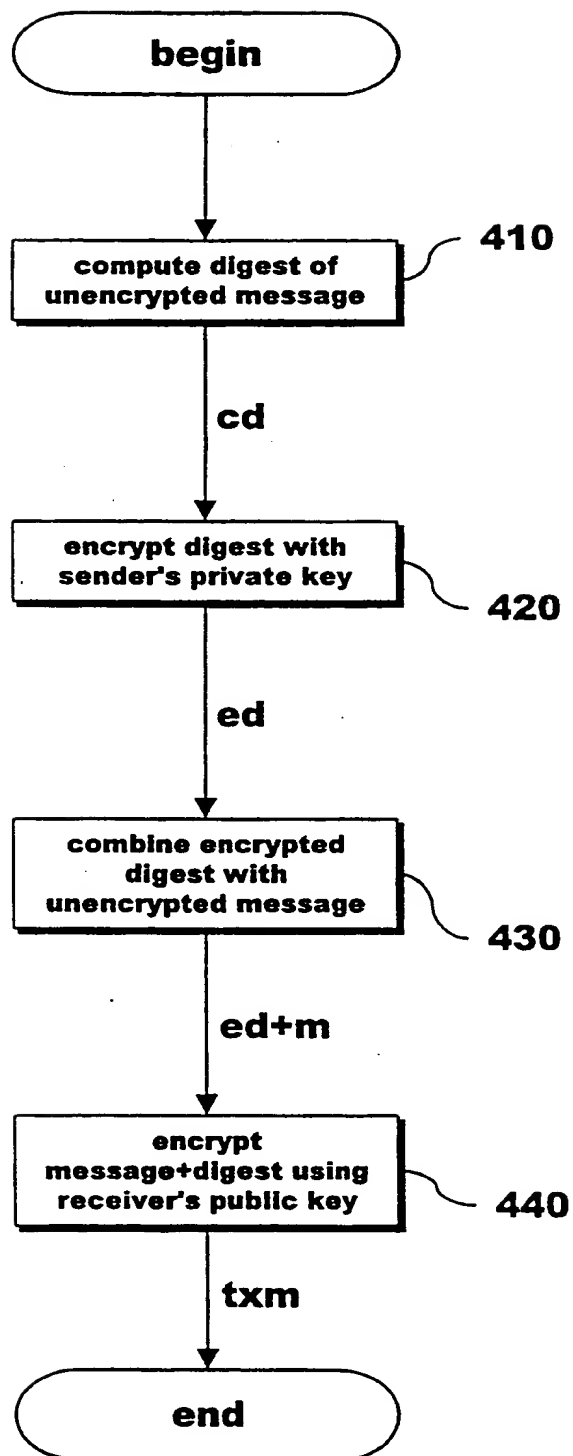 begin
compute digest of
unencrypted message
410
cd
encrypt digest with
sender's private key
420
ed
combine encrypted
digest with
unencrypted message
430
ed+m
encrypt
message+digest using
receiver's public key
440
txm
end